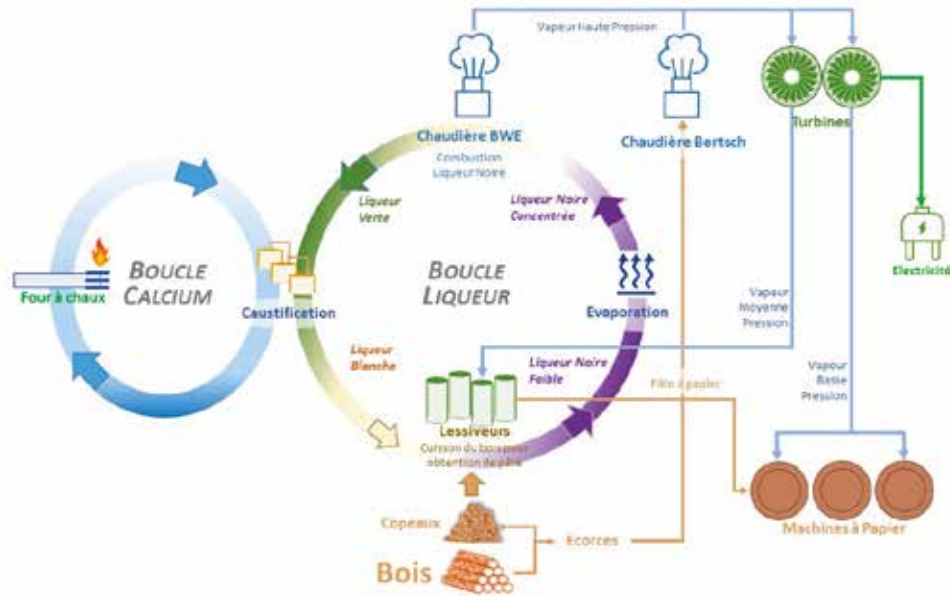 Vapeur Haute Pression
Chaudière BWE
Combustion
Liqueur Noire
Chaudière Bertsch
Turbines
Liqueur
Verte
Liqueur Noire
Concentrée
BOUCLE
CALCIUM
BOUCLE
LIQUEUR
Four à chaux
Caustification
Evaporation
Electricité
Vapeur
Moyenne
Pression
Liqueur
Blanche
Liqueur Noire
Faible
Pâte à papier
Vapeur
Basse
Pression
Lessiveurs
Cuisson du bois pour
obtention de pâte
Copeaux
Ecorces
Bois
Machines à Papier